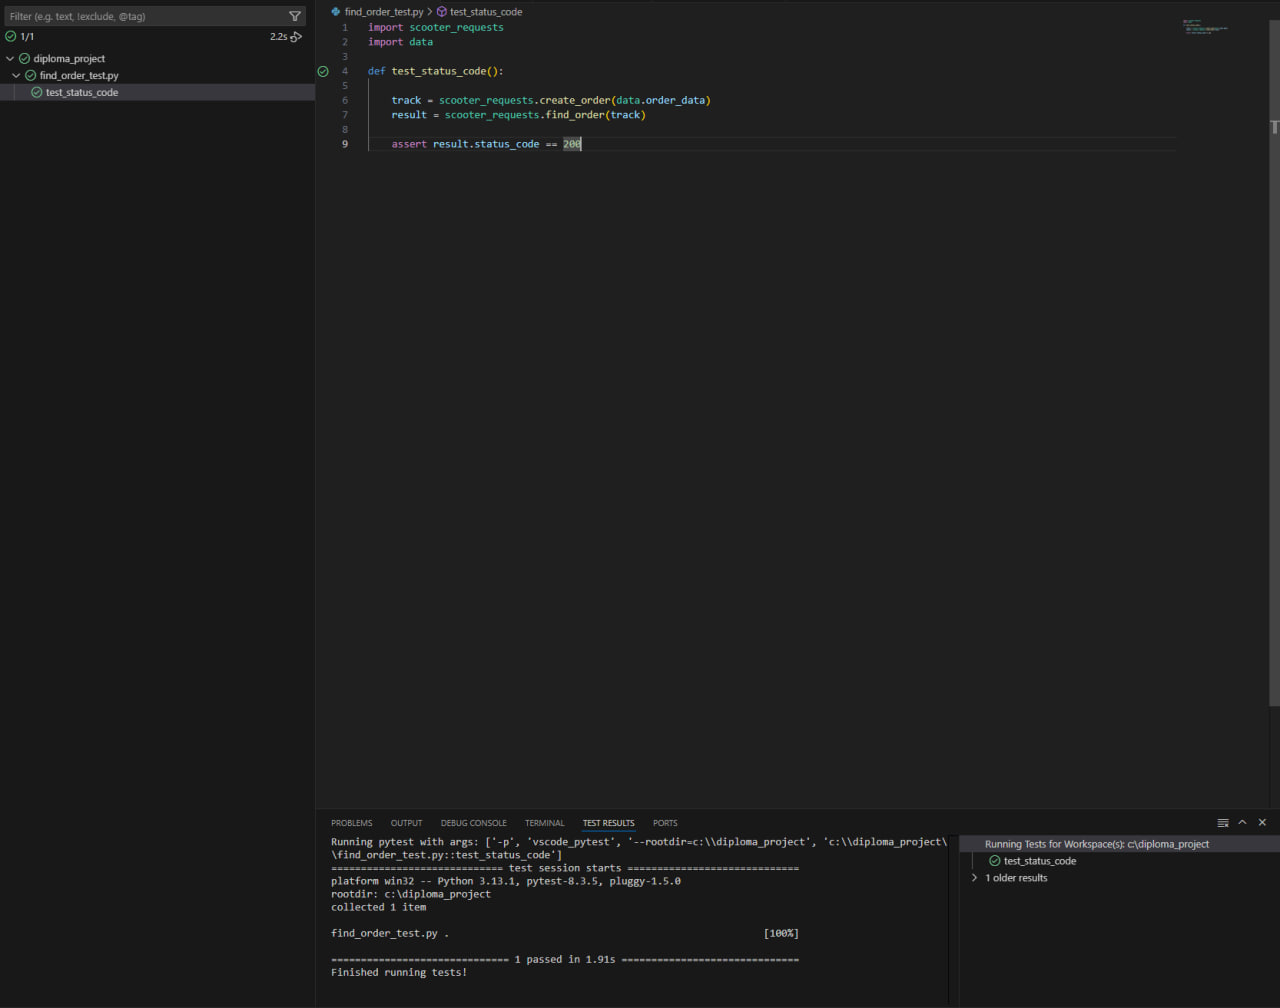 Filter (e.g. text, !exclude, @tag)
1/1
2.2s
diploma_project
find_order_test.py
test_status_code
find_order_test.py > test_status_code
1 import scooter_requests
2 import data
3
4 def test_status_code():
5
6 track = scooter_requests.create_order(data.order_data)
7 result = scooter_requests.find_order(track)
8
9 assert result.status_code == 200
PROBLEMS OUTPUT DEBUG CONSOLE TERMINAL TEST RESULTS PORTS
Running pytest with args: ['-p', 'vscode_pytest', '--rootdir=c:\\diploma_project', 'c:\\diploma_project\
\find_order_test.py::test_status_code']
============================= test session starts =============================
platform win32 -- Python 3.13.1, pytest-8.3.5, pluggy-1.5.0
rootdir: c:\diploma_project
collected 1 item
find_order_test.py . [100%]
============================== 1 passed in 1.91s ==============================
Finished running tests!
Running Tests for Workspace(s): c:\diploma_project
test_status_code
1 older results